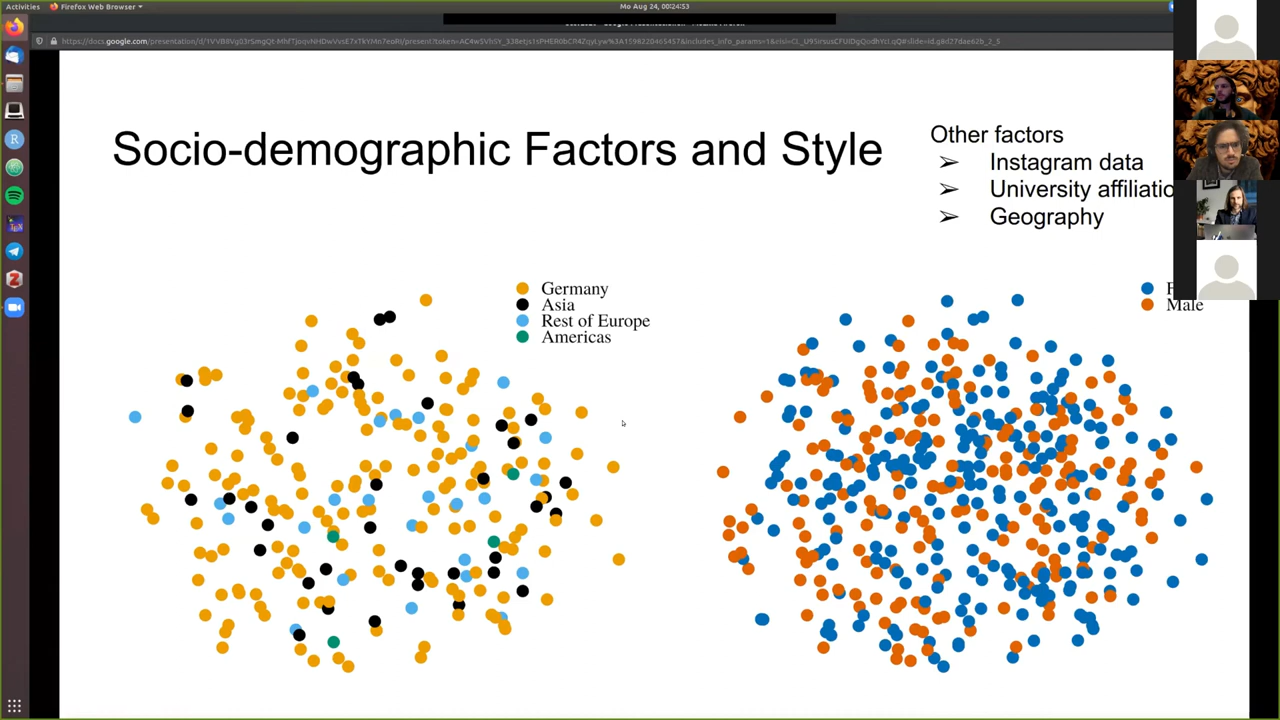 Activities
Firefox Web Browser
Mo Aug 24, 00:24:53
Socio-demographic Factors and Style
Other factors
➢ Instagram data
➢ University affiliatio
➢ Geography
Germany
Asia
Rest of Europe
Americas
F
Male